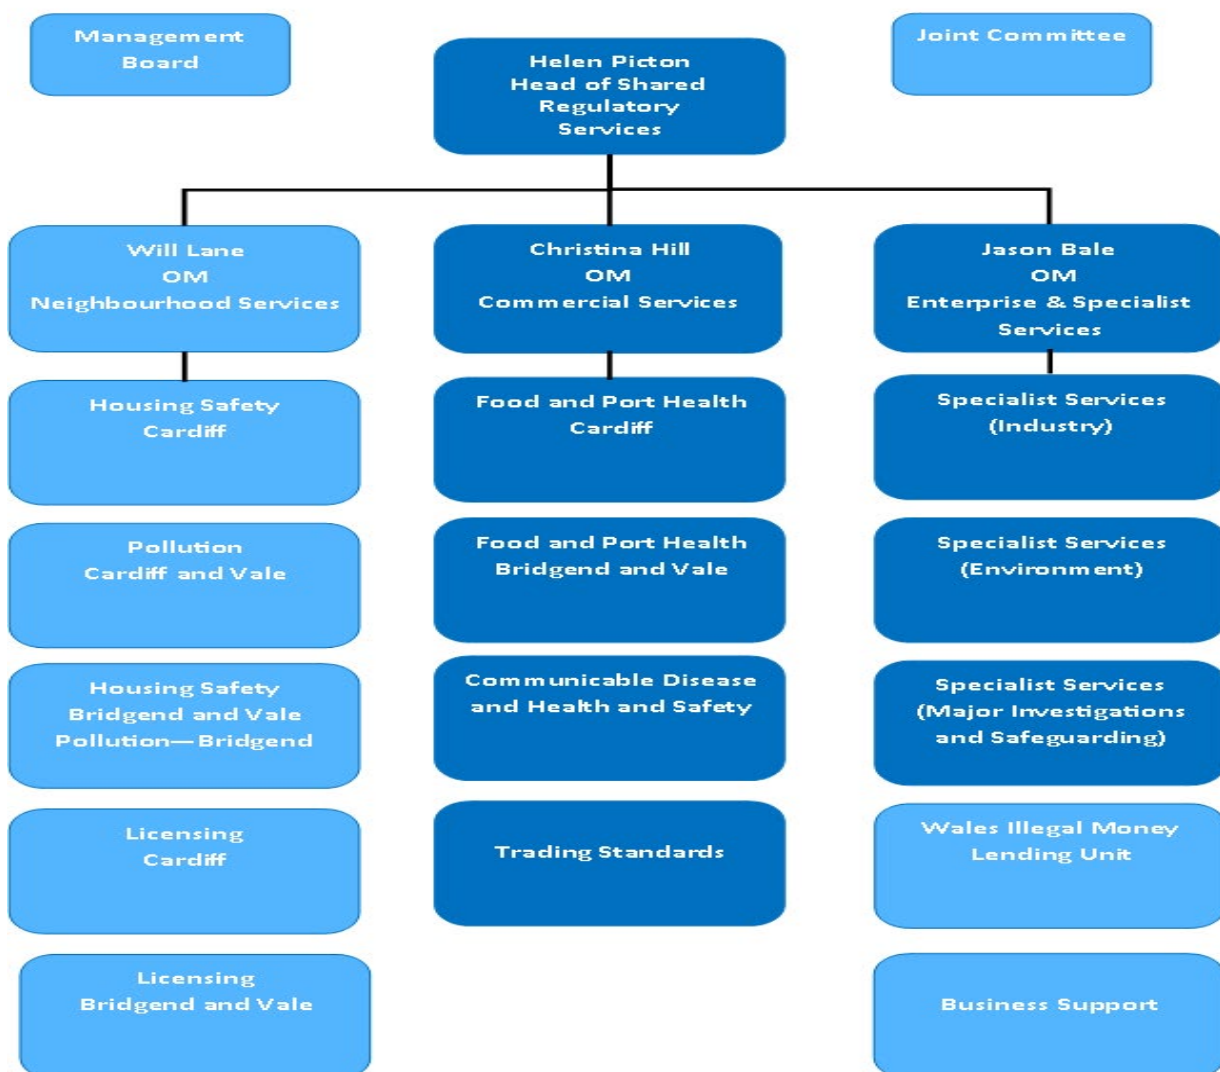 Management
Board
Joint Committee
Helen Picton
Head of Shared
Regulatory
Services
Will Lane
OM
Neighbourhood Services
Christina Hill
OM
Commercial Services
Jason Bale
OM
Enterprise & Specialist
Services
Housing Safety
Cardiff
Food and Port Health
Cardiff
Specialist Services
(Industry)
Pollution
Cardiff and Vale
Food and Port Health
Bridgend and Vale
Specialist Services
(Environment)
Housing Safety
Bridgend and Vale
Pollution—Bridgend
Communicable Disease
and Health and Safety
Specialist Services
(Major Investigations
and Safeguarding)
Licensing
Cardiff
Trading Standards
Wales Illegal Money
Lending Unit
Licensing
Bridgend and Vale
Business Support